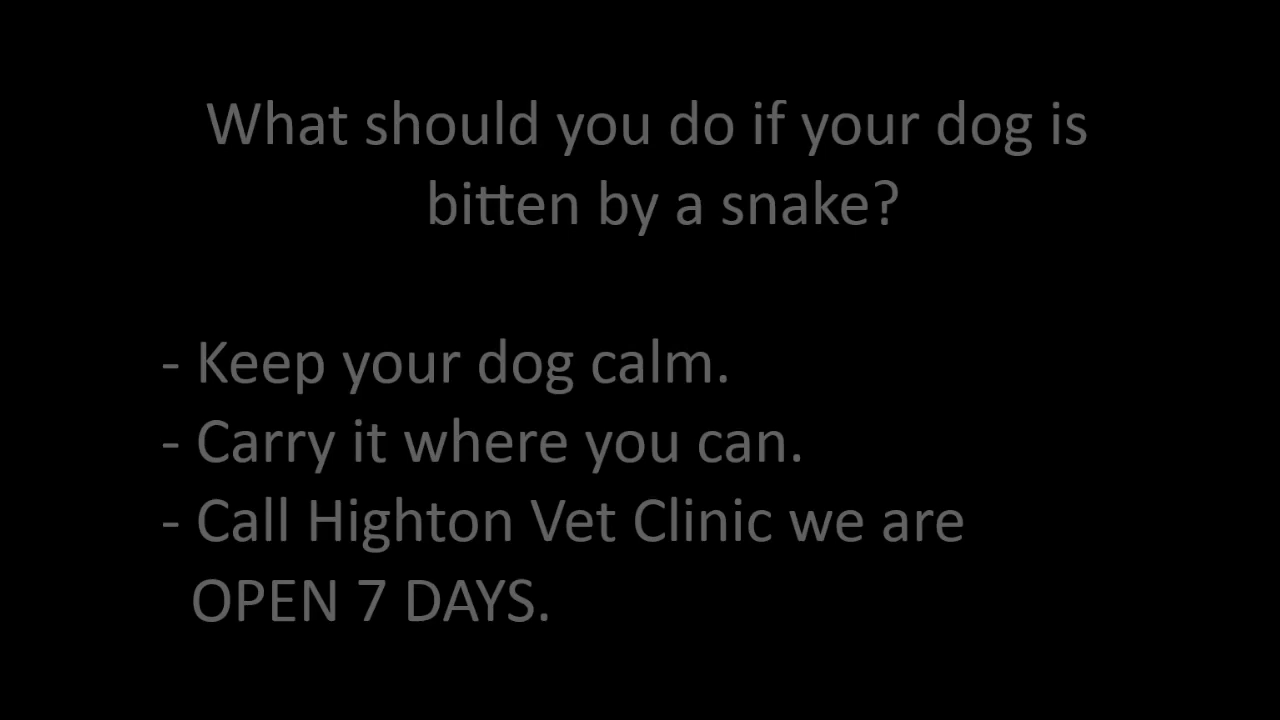 What should you do if your dog is
bitten by a snake?
- Keep your dog calm.
- Carry it where you can.
- Call Highton Vet Clinic we are
OPEN 7 DAYS.